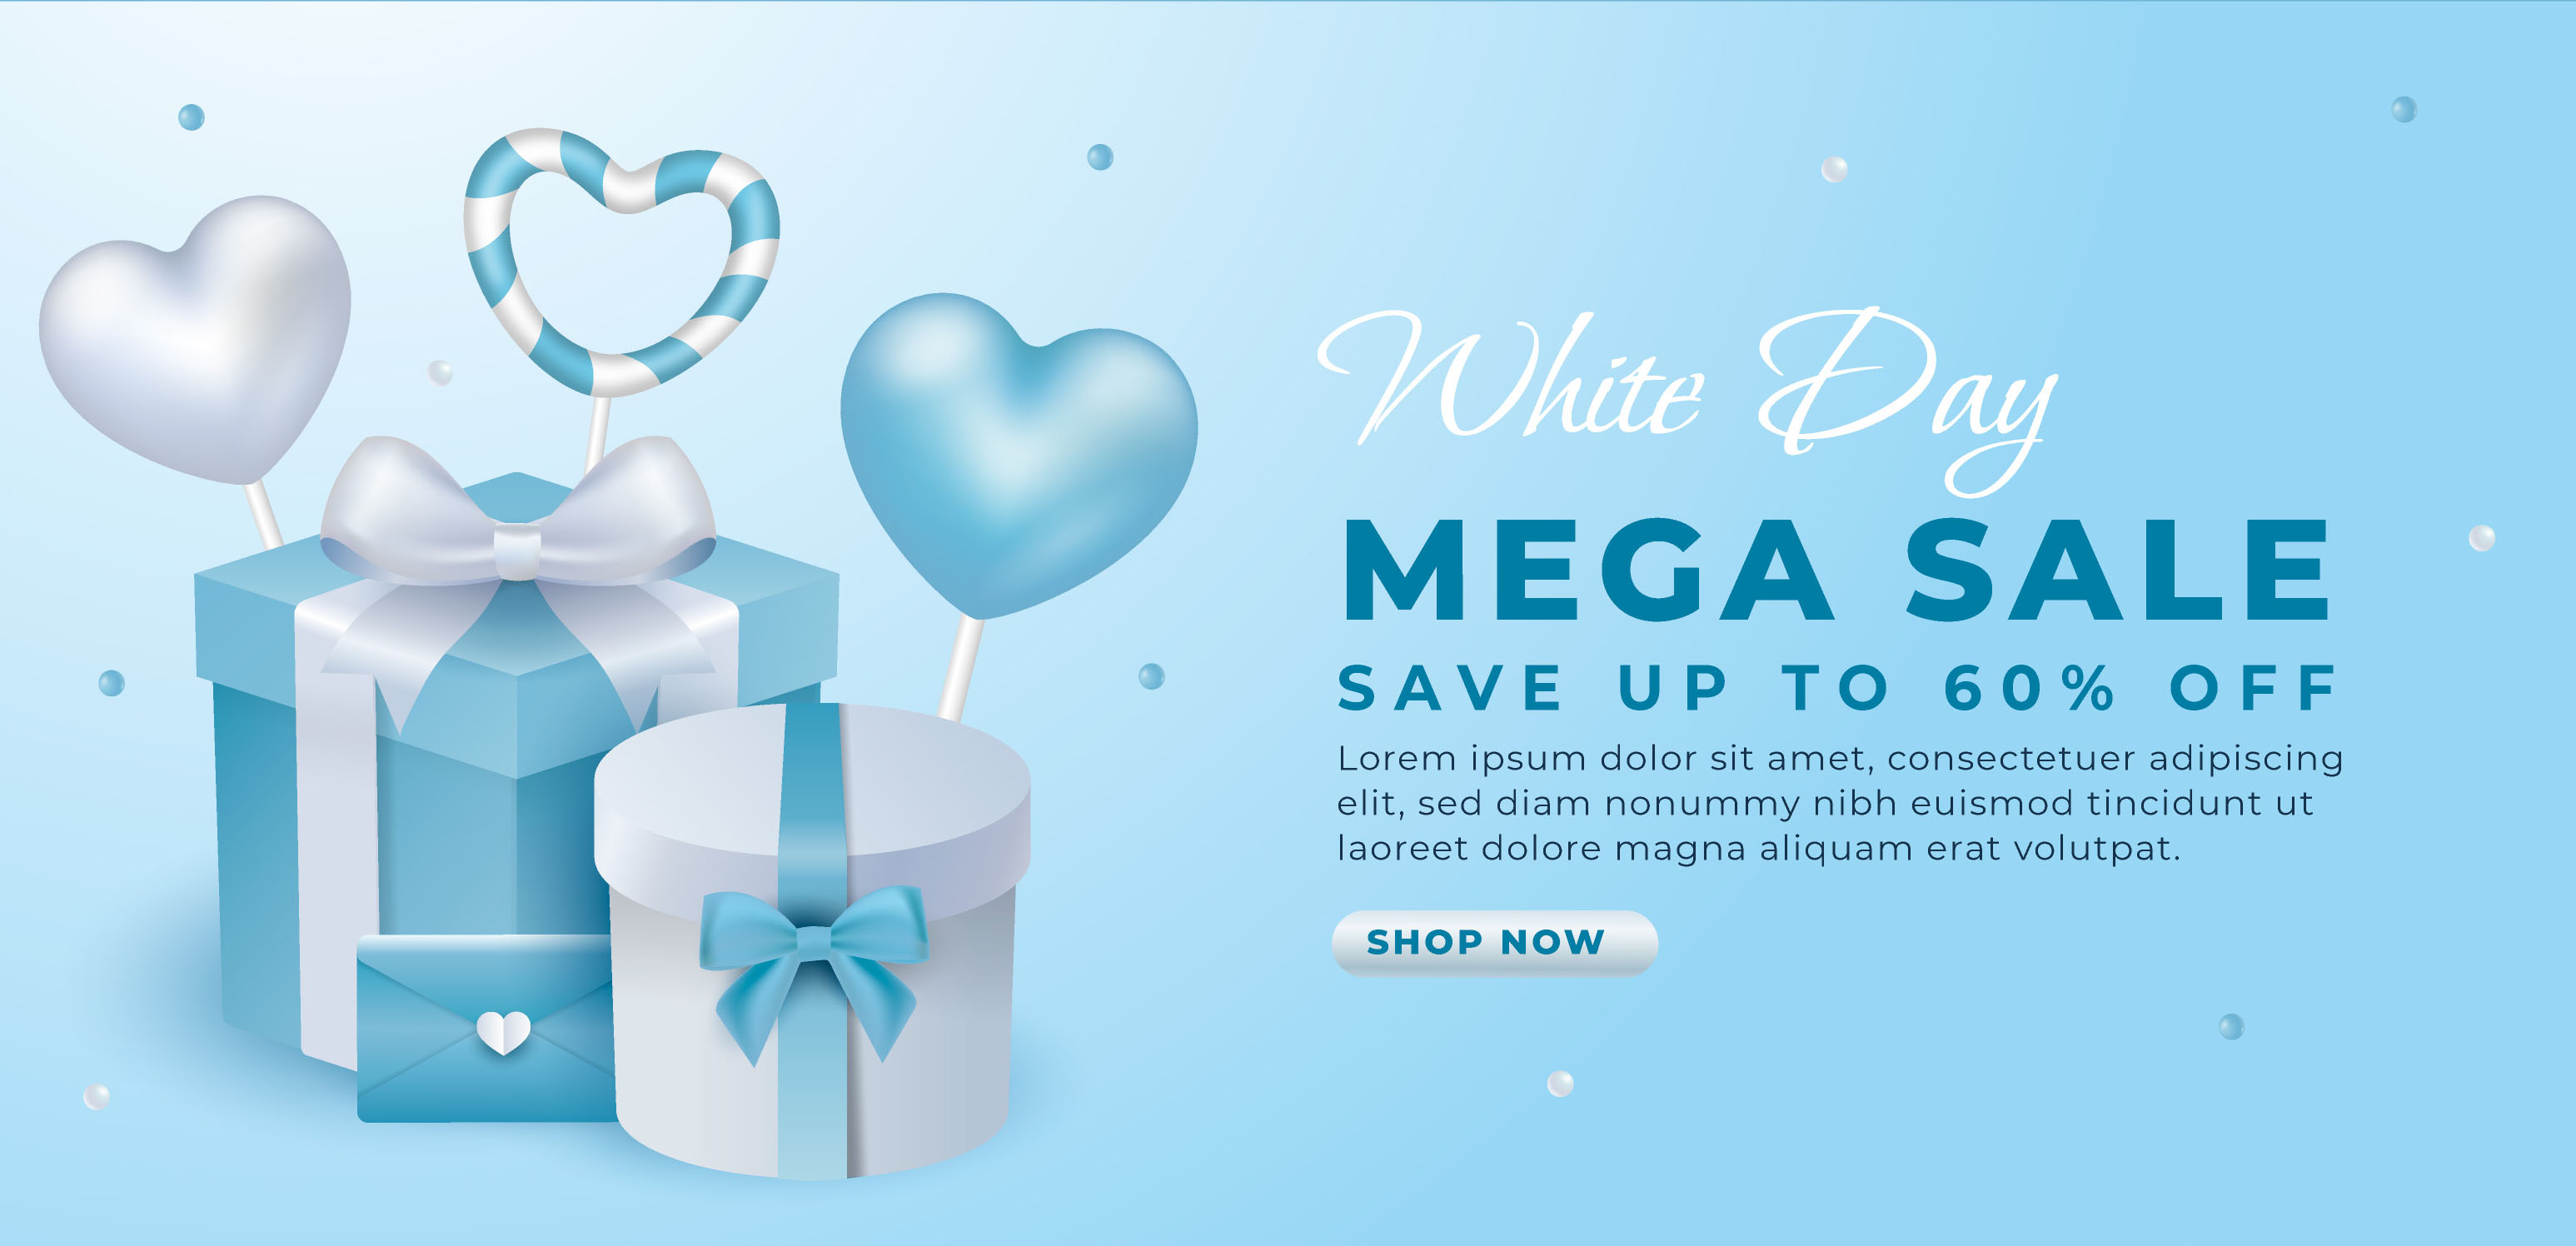 White Day
MEGA SALE
SAVE UP TO 60% OFF
Lorem ipsum dolor sit amet, consectetuer adipiscing
elit, sed diam nonummy nibh euismod tincidunt ut
laoreet dolore magna aliquam erat volutpat.
SHOP NOW